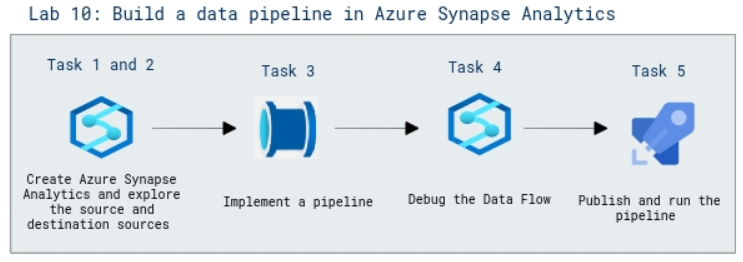 Lab 10: Build a data pipeline in Azure Synapse Analytics
Task 1 and 2
Task 3
Task 4
Task 5
Create Azure Synapse
Analytics and explore
the source and
destination sources
Implement a pipeline
Debug the Data Flow
Publish and run the
pipeline